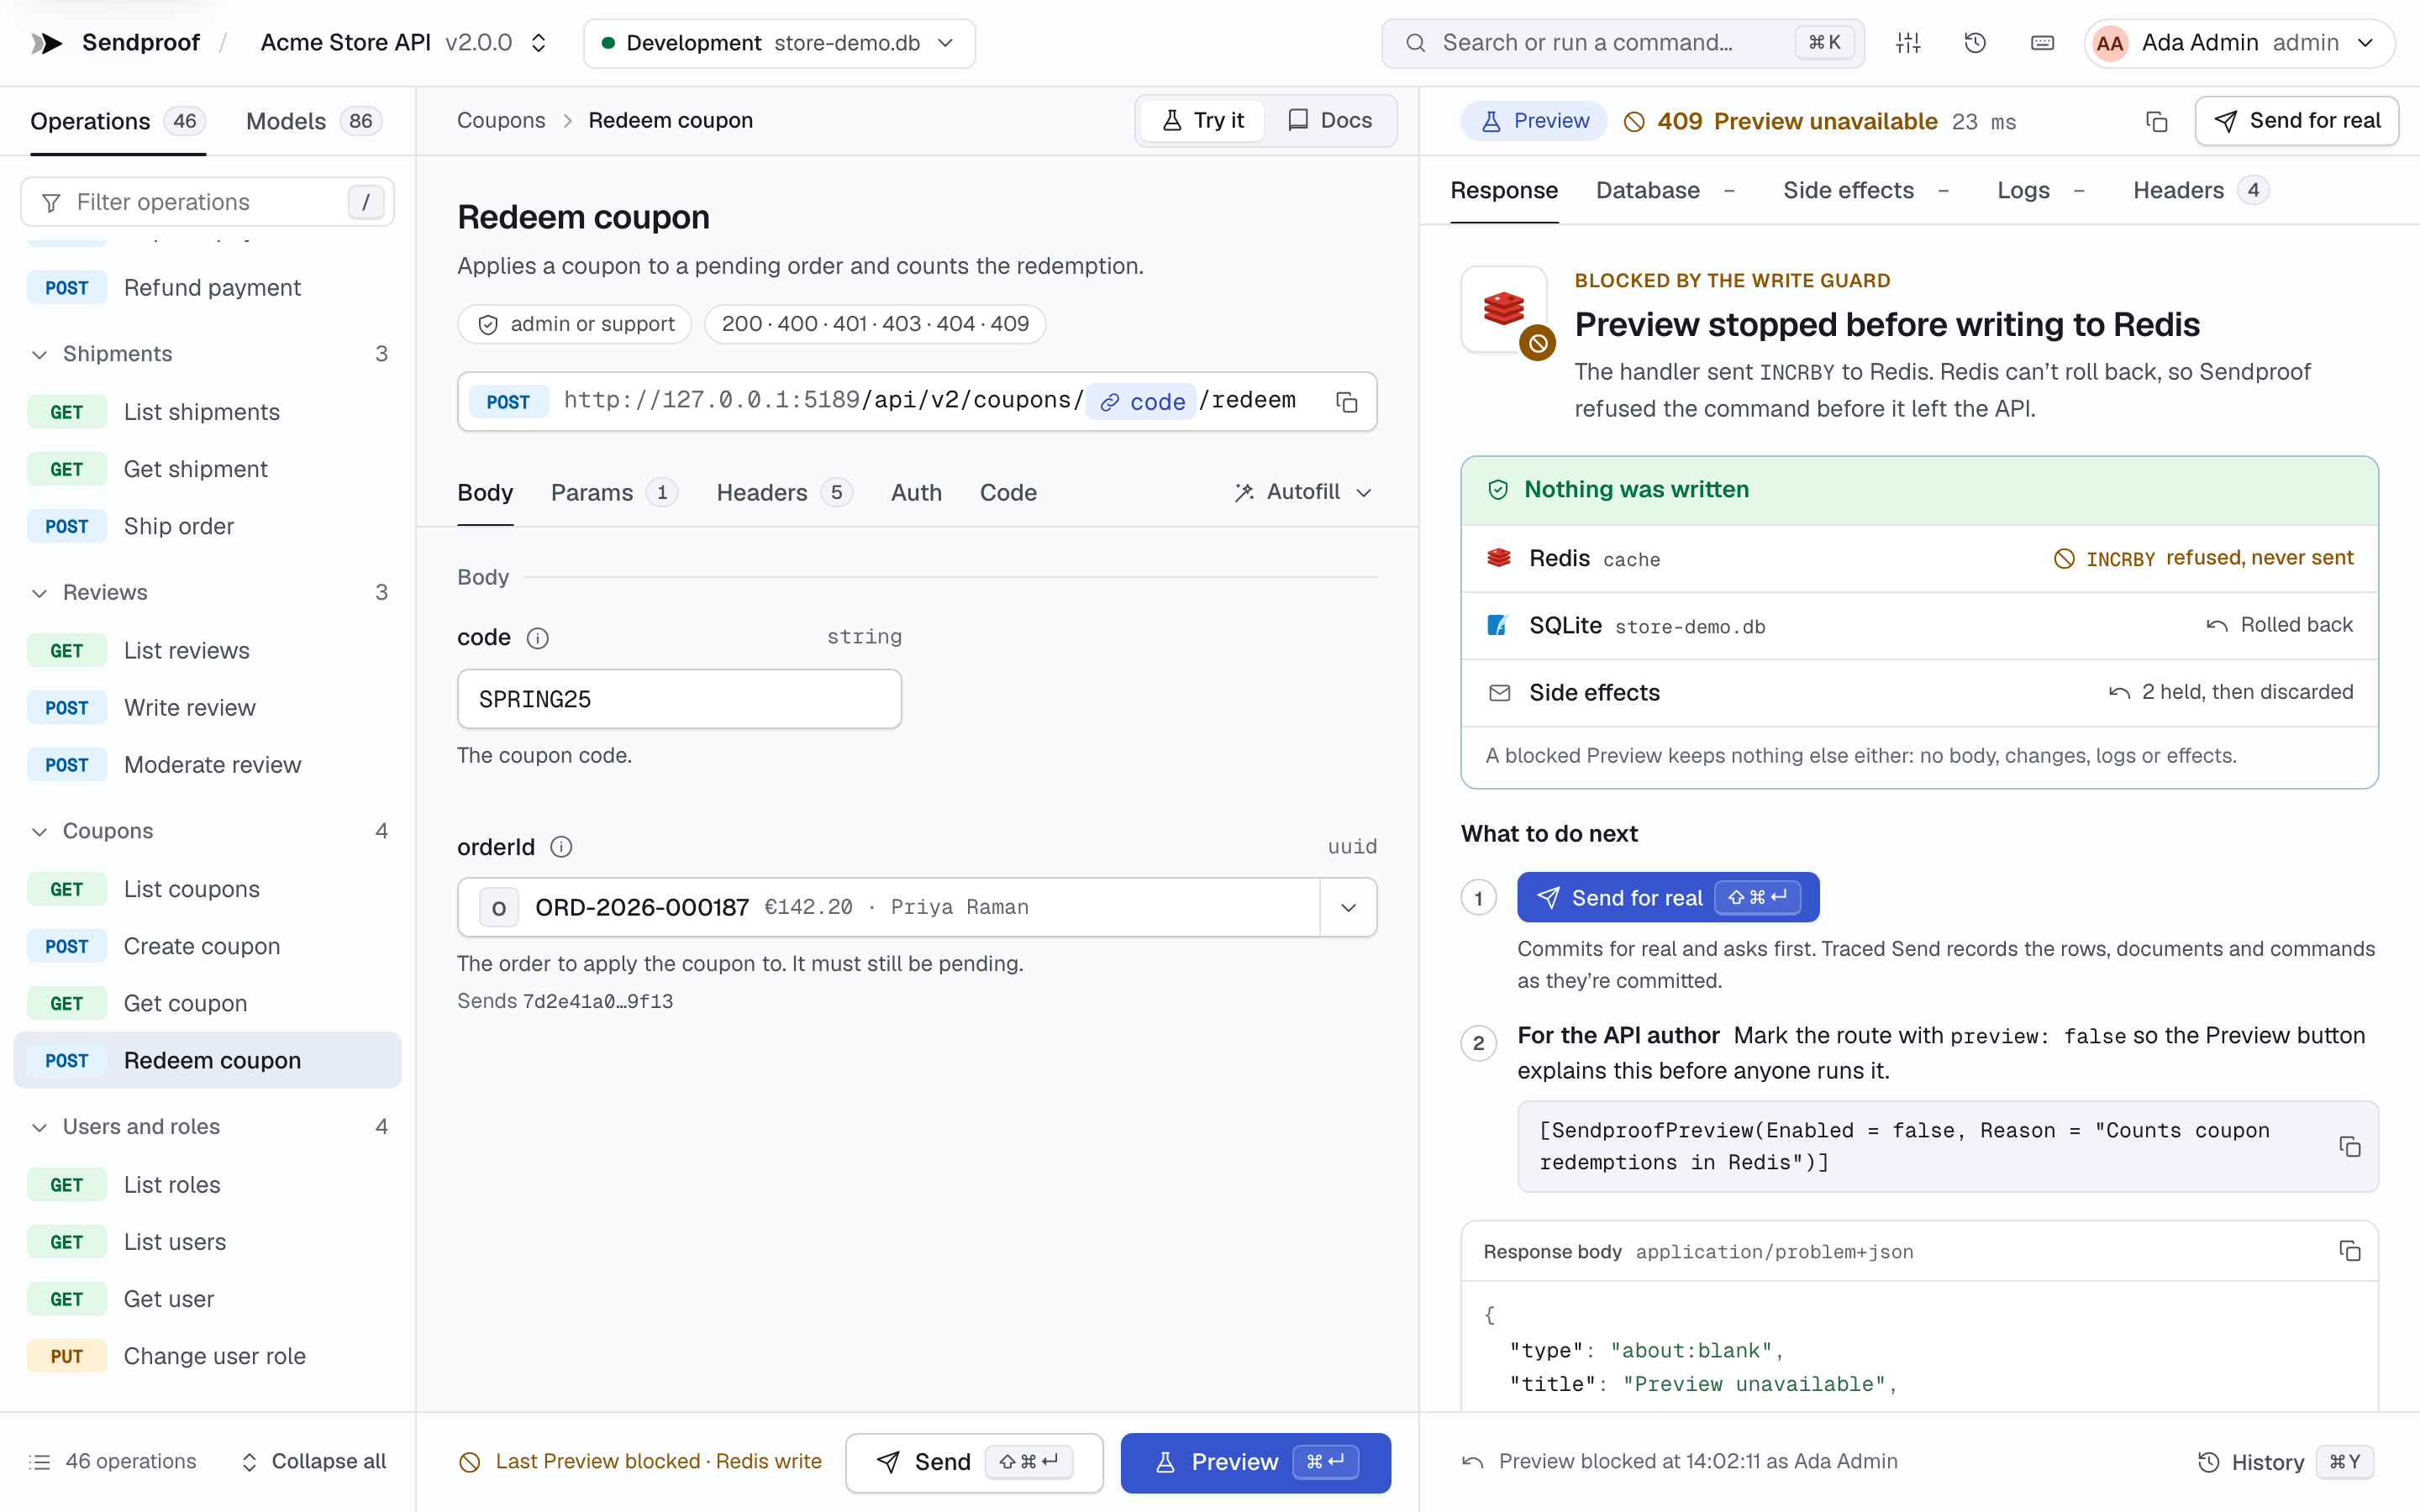 Sendproof / Acme Store API v2.0.0
Development store-demo.db
Search or run a command… ⌘K
AA Ada Admin admin
Operations 46 Models 86
Filter operations /
POST Refund payment
Shipments 3
GET List shipments
GET Get shipment
POST Ship order
Reviews 3
GET List reviews
POST Write review
POST Moderate review
Coupons 4
GET List coupons
POST Create coupon
GET Get coupon
POST Redeem coupon
Users and roles 4
GET List roles
GET List users
GET Get user
PUT Change user role
46 operations Collapse all
Coupons > Redeem coupon
Try it Docs
Redeem coupon
Applies a coupon to a pending order and counts the redemption.
admin or support 200 · 400 · 401 · 403 · 404 · 409
POST http://127.0.0.1:5189/api/v2/coupons/code/redeem
Body Params 1 Headers 5 Auth Code Autofill
Body
code string
SPRING25
The coupon code.
orderId uuid
O ORD-2026-000187 €142.20 · Priya Raman
The order to apply the coupon to. It must still be pending.
Sends 7d2e41a0…9f13
Last Preview blocked · Redis write
Send ⇧⌘↵
Preview ⌘↵
Preview 409 Preview unavailable 23 ms
Send for real
Response Database – Side effects – Logs – Headers 4
BLOCKED BY THE WRITE GUARD
Preview stopped before writing to Redis
The handler sent INCRBY to Redis. Redis can’t roll back, so Sendproof
refused the command before it left the API.
Nothing was written
Redis cache INCRBY refused, never sent
SQLite store-demo.db Rolled back
Side effects 2 held, then discarded
A blocked Preview keeps nothing else either: no body, changes, logs or effects.
What to do next
1 Send for real ⇧⌘↵
Commits for real and asks first. Traced Send records the rows, documents and commands
as they’re committed.
2 For the API author Mark the route with preview: false so the Preview button
explains this before anyone runs it.
[SendproofPreview(Enabled = false, Reason = "Counts coupon
redemptions in Redis")]
Response body application/problem+json
{
"type": "about:blank",
"title": "Preview unavailable",
Preview blocked at 14:02:11 as Ada Admin
History ⌘Y